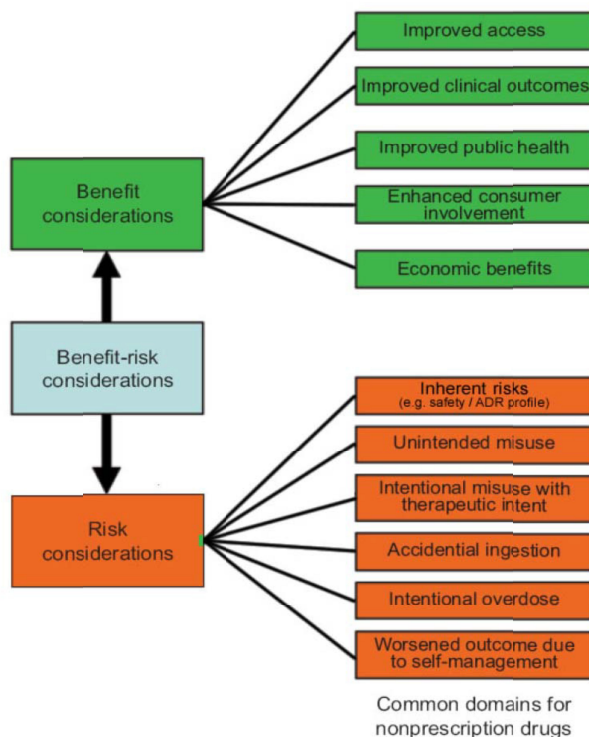 Improved access
Improved clinical outcomes
Improved public health
Enhanced consumer
involvement
Economic benefits
Benefit
considerations
Benefit-risk
considerations
Risk
considerations
Inherent risks
(e.g. safety / ADR profile)
Unintended misuse
Intentional misuse with
therapeutic intent
Accidential ingestion
Intentional overdose
Worsened outcome due
to self-management
Common domains for
nonprescription drugs